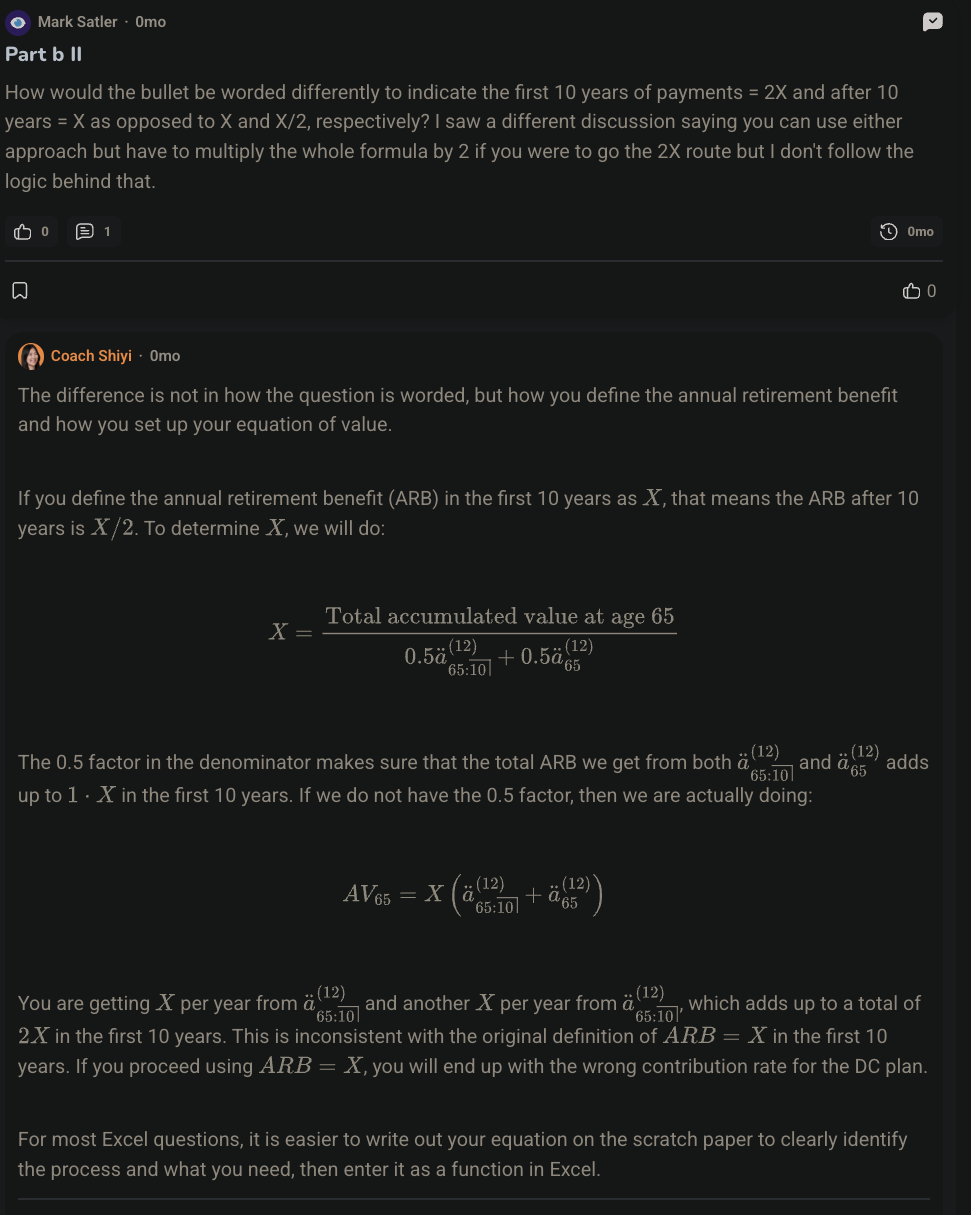 Mark Satler · 0mo
Part b II
How would the bullet be worded differently to indicate the first 10 years of payments = 2X and after 10
years = X as opposed to X and X/2, respectively? I saw a different discussion saying you can use either
approach but have to multiply the whole formula by 2 if you were to go the 2X route but I don't follow the
logic behind that.
0 1 0mo
0
Coach Shiyi · 0mo
The difference is not in how the question is worded, but how you define the annual retirement benefit
and how you set up your equation of value.
If you define the annual retirement benefit (ARB) in the first 10 years as X, that means the ARB after 10
years is X/2. To determine X, we will do:
X = \frac{\text{Total accumulated value at age 65}}{0.5\ddot{a}^{(12)}_{65:\overline{10}|} + 0.5\ddot{a}^{(12)}_{65}}
The 0.5 factor in the denominator makes sure that the total ARB we get from both \ddot{a}^{(12)}_{65:\overline{10}|} and \ddot{a}^{(12)}_{65} adds
up to 1 · X in the first 10 years. If we do not have the 0.5 factor, then we are actually doing:
AV_{65} = X \left( \ddot{a}^{(12)}_{65:\overline{10}|} + \ddot{a}^{(12)}_{65} \right)
You are getting X per year from \ddot{a}^{(12)}_{65:\overline{10}|} and another X per year from \ddot{a}^{(12)}_{65:\overline{10}|}, which adds up to a total of
2X in the first 10 years. This is inconsistent with the original definition of ARB = X in the first 10
years. If you proceed using ARB = X, you will end up with the wrong contribution rate for the DC plan.
For most Excel questions, it is easier to write out your equation on the scratch paper to clearly identify
the process and what you need, then enter it as a function in Excel.